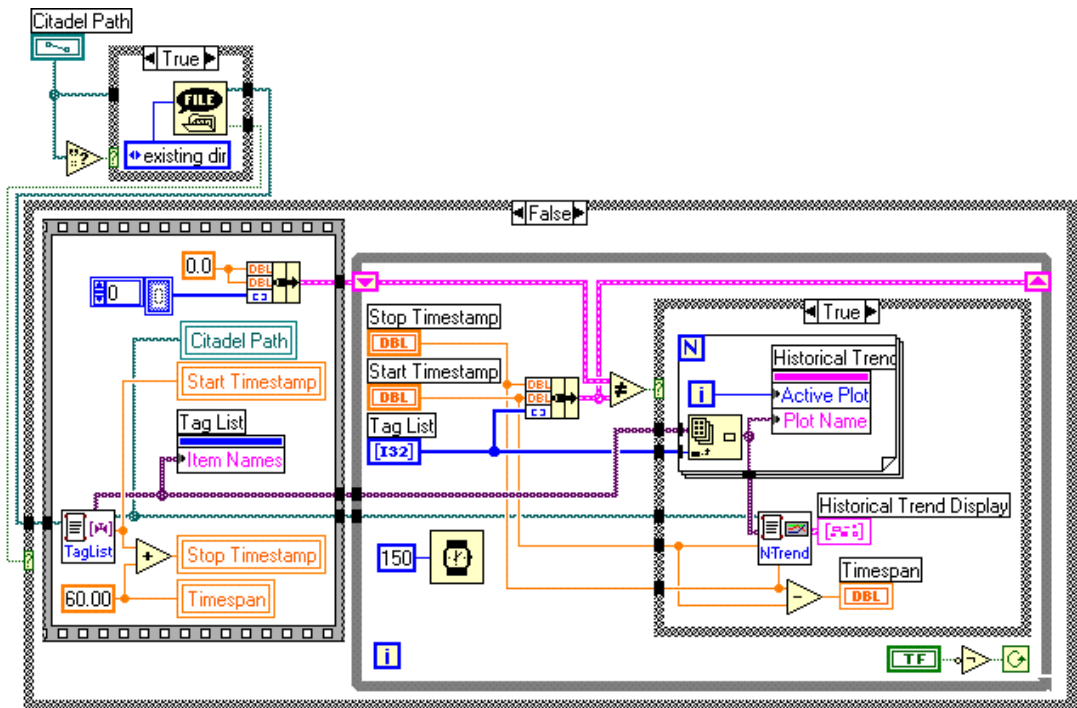 Citadel Path
True
FILE
existing dir
?
False
0.0
DBL
DBL
0
Citadel Path
Start Timestamp
Tag List
Item Names
TagList
Stop Timestamp
60.00
Timespan
Stop Timestamp
DBL
Start Timestamp
DBL
Tag List
[I32]
DBL
DBL
True
N
Historical Trend
i
Active Plot
Plot Name
Historical Trend Display
N-Trend
150
Timespan
DBL
i
TF